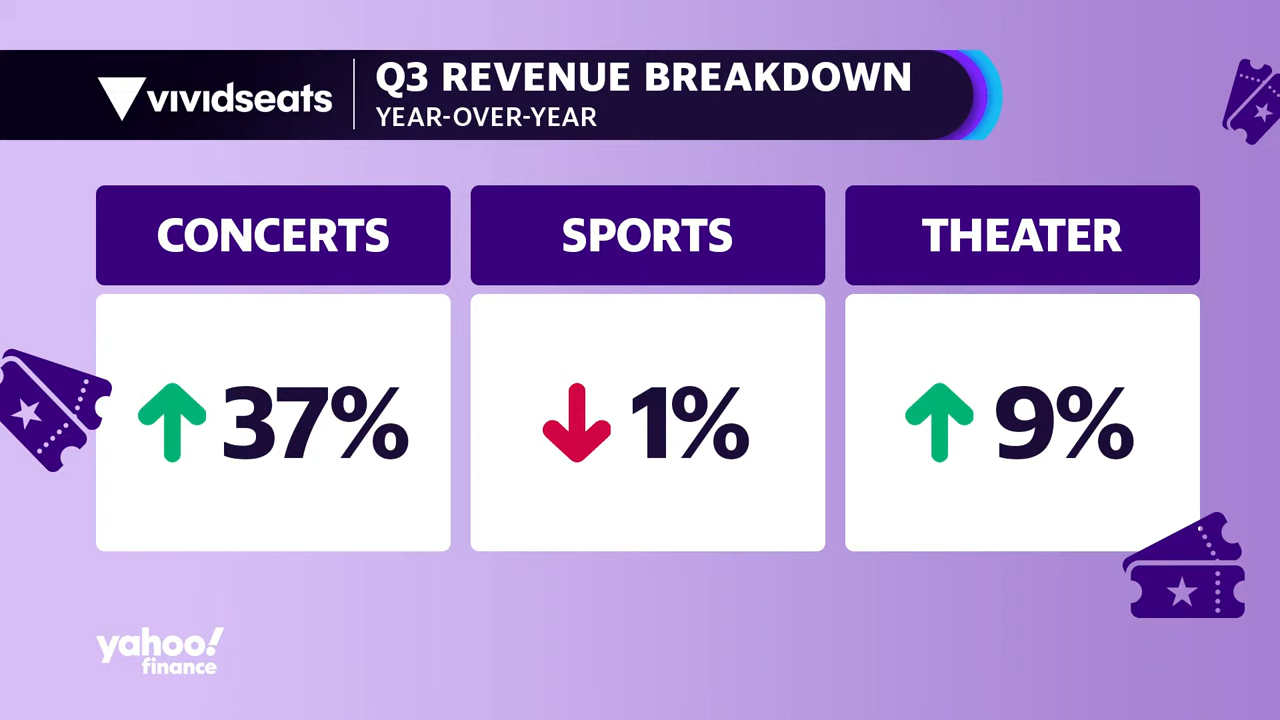 vividseats
Q3 REVENUE BREAKDOWN
YEAR-OVER-YEAR
CONCERTS
SPORTS
THEATER
37%
1%
9%
yahoo!
finance